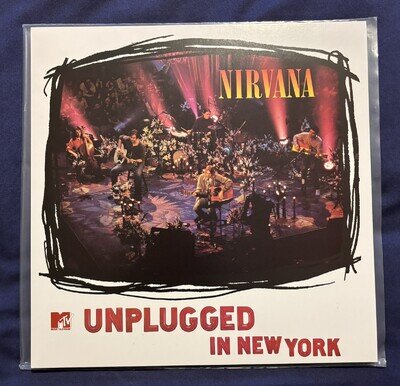 NIRVANA
MTV
UNPLUGGED
IN NEW YORK